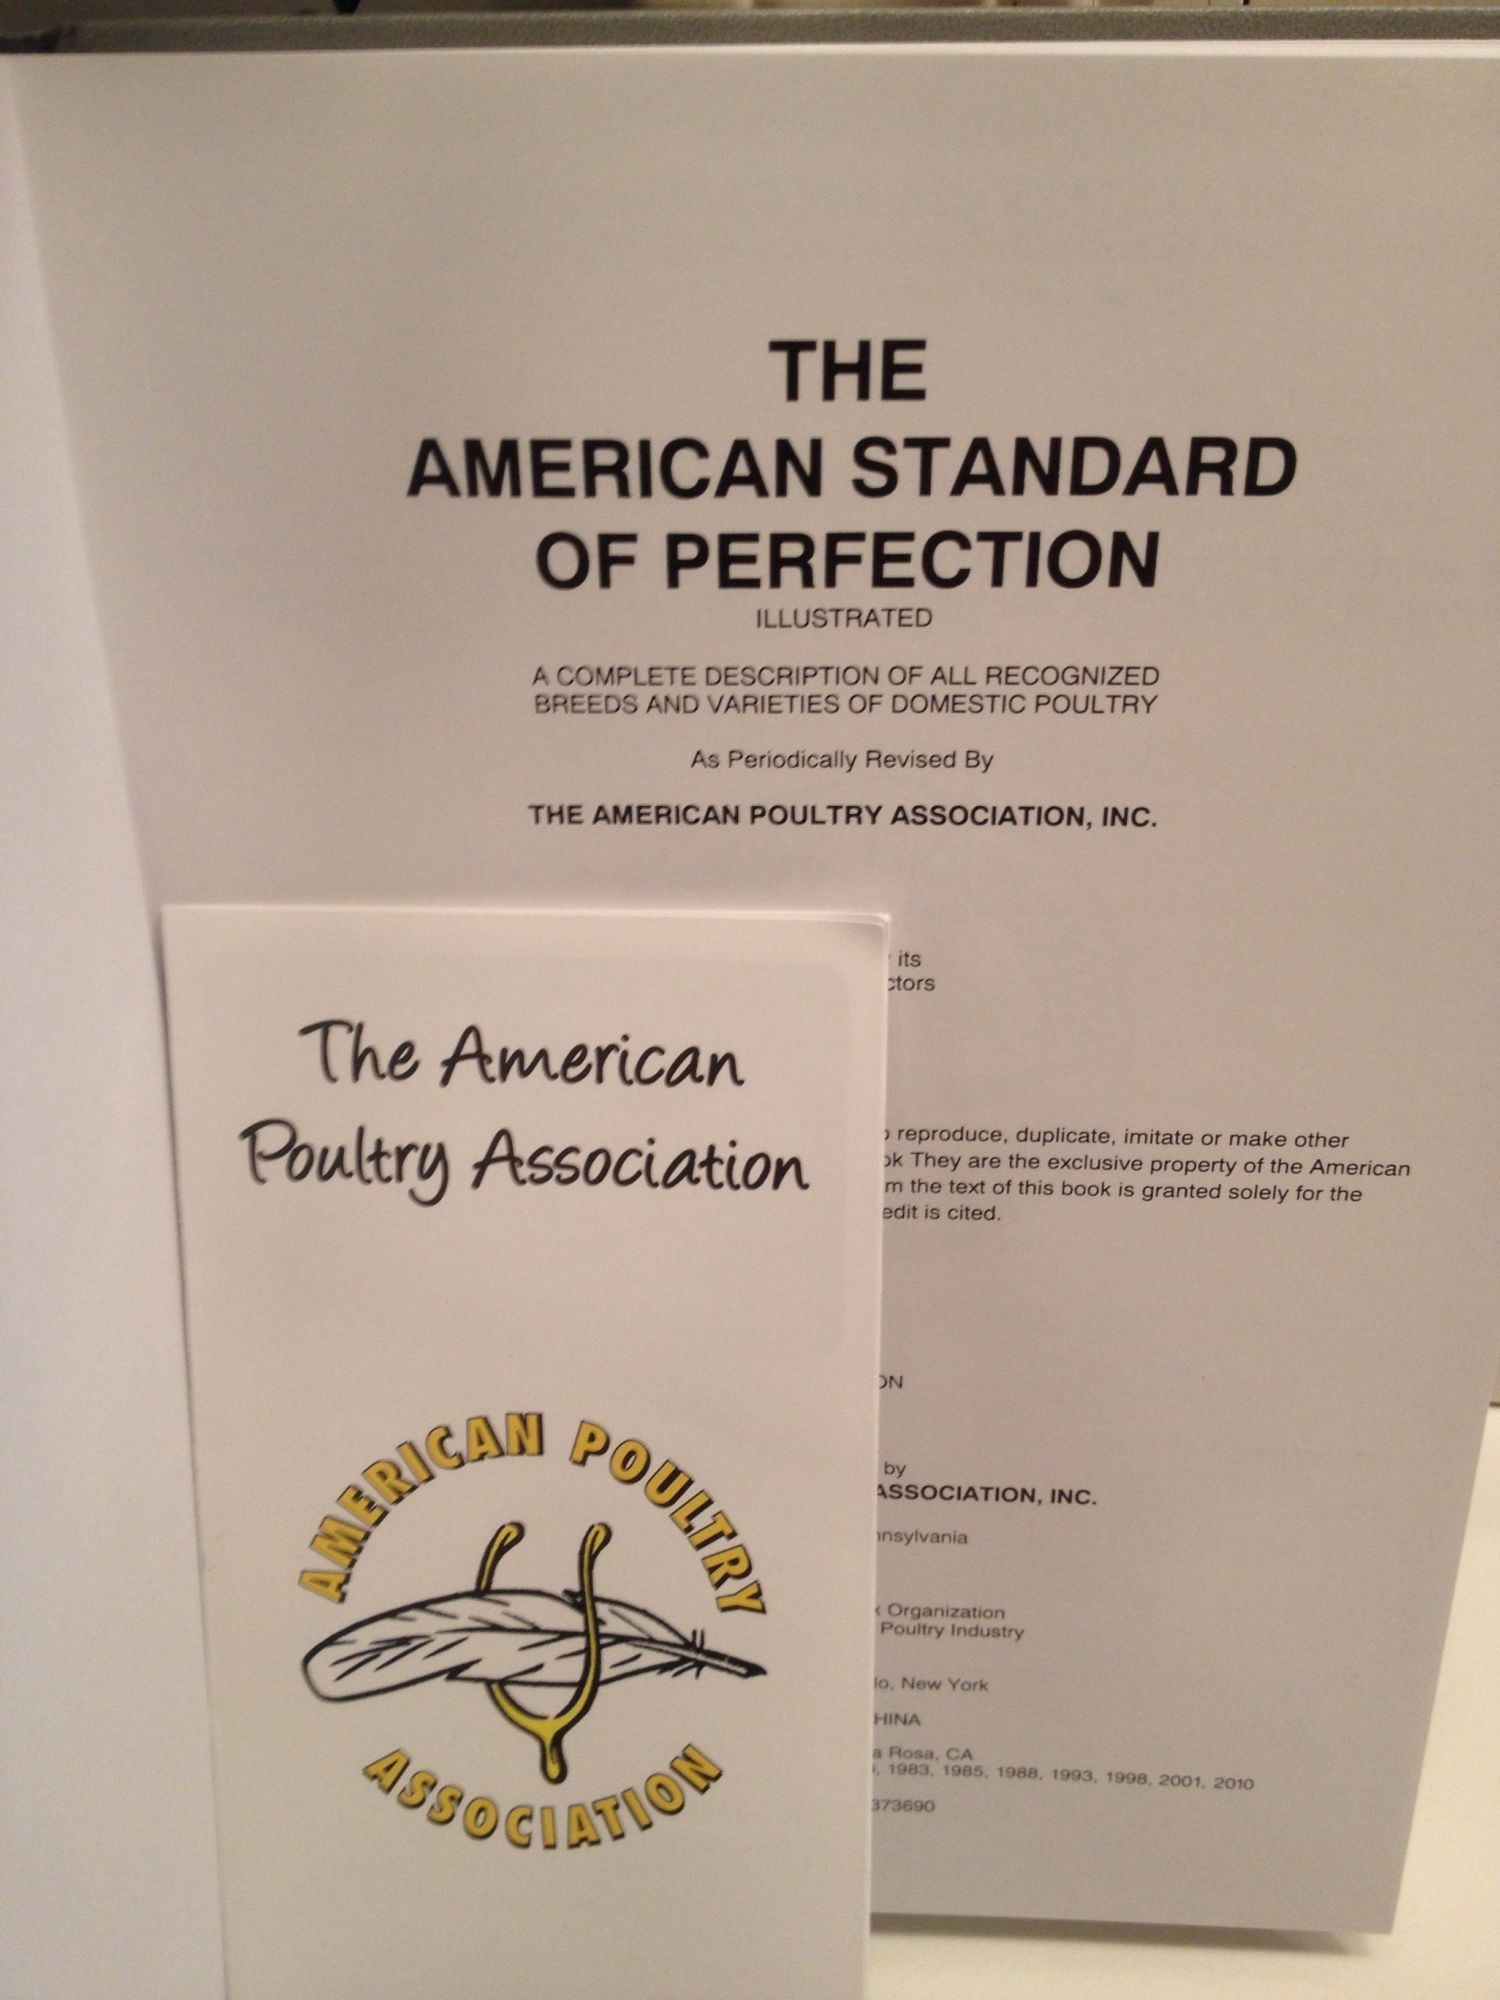 THE
AMERICAN STANDARD
OF PERFECTION
ILLUSTRATED
A COMPLETE DESCRIPTION OF ALL RECOGNIZED
BREEDS AND VARIETIES OF DOMESTIC POULTRY
As Periodically Revised By
THE AMERICAN POULTRY ASSOCIATION, INC.
its
ctors
reproduce, duplicate, imitate or make other
ok They are the exclusive property of the American
m the text of this book is granted solely for the
edit is cited.
ON
by
ASSOCIATION, INC.
nnsylvania
Organization
Poultry Industry
lo, New York
HINA
a Rosa, CA
1983, 1985, 1988, 1993, 1998, 2001, 2010
373690
The American
Poultry Association
AMERICAN POULTRY
ASSOCIATION